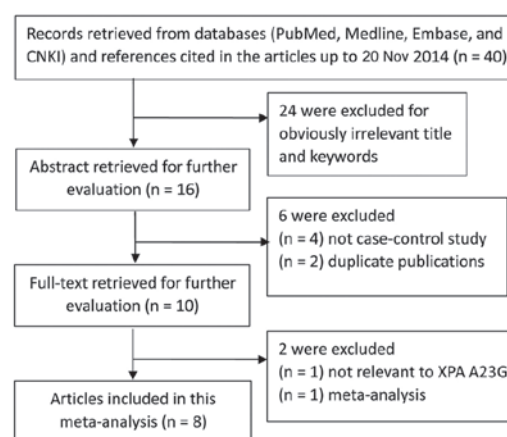 Records retrieved from databases (PubMed, Medline, Embase, and
CNKI) and references cited in the articles up to 20 Nov 2014 (n = 40)
24 were excluded for
obviously irrelevant title
and keywords
Abstract retrieved for further
evaluation (n = 16)
6 were excluded
(n = 4) not case-control study
(n = 2) duplicate publications
Full-text retrieved for further
evaluation (n = 10)
2 were excluded
(n = 1) not relevant to XPA A23G
(n = 1) meta-analysis
Articles included in this
meta-analysis (n = 8)